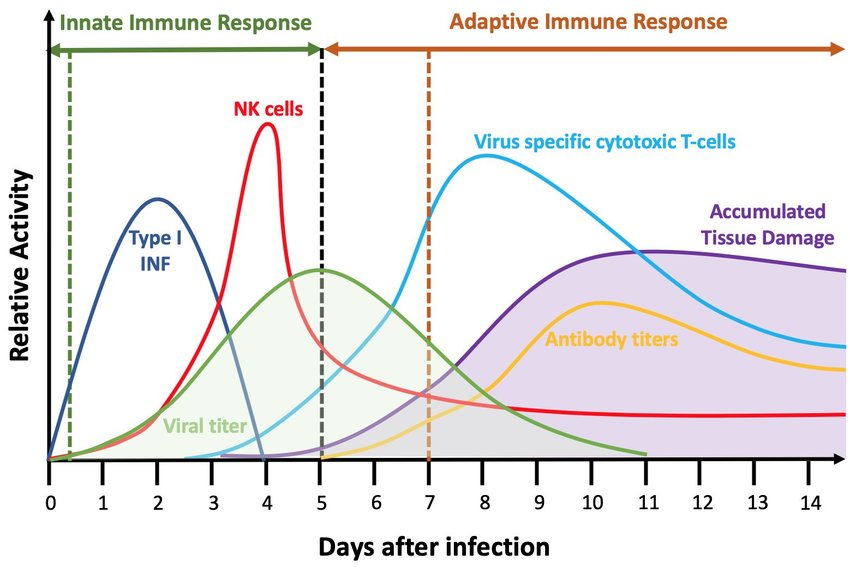 Innate Immune Response
Adaptive Immune Response
NK cells
Virus specific cytotoxic T-cells
Accumulated
Tissue Damage
Type I
INF
Antibody titers
Viral titer
Relative Activity
0 1 2 3 4 5 6 7 8 9 10 11 12 13 14
Days after infection